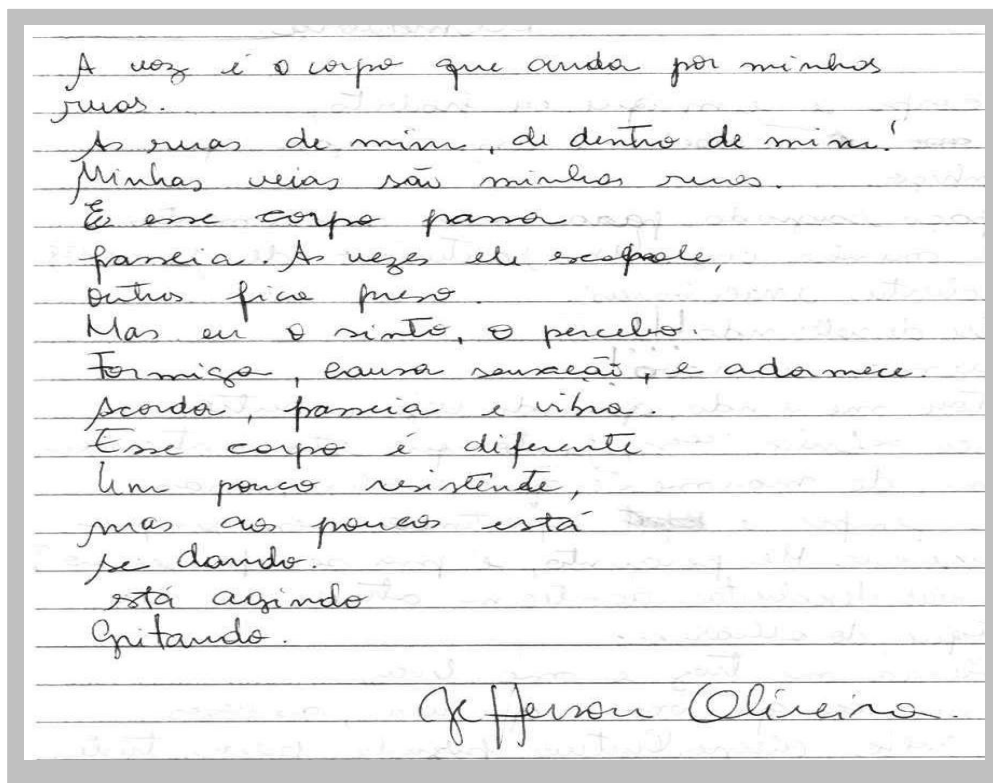 A voz é o corpo que anda por minhas
ruas.
As ruas de mim, de dentro de mim!
Minhas veias são minhas ruas.
E esse corpo passa
passeia. As vezes ele escapole,
outras fica preso.
Mas eu o sinto, o percebo.
Formiga, causa sensação, e adormece.
Acorda, passeia e vibra.
Esse corpo é diferente
Um pouco resistente,
mas aos poucos está
se dando.
está agindo
Gritando.
Jefferson Oliveira.